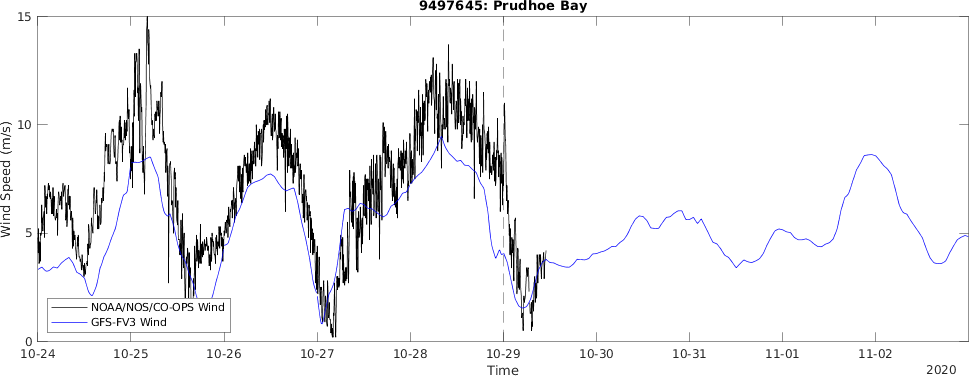 9497645: Prudhoe Bay
15
10
5
0
Wind Speed (m/s)
NOAA/NOS/CO-OPS Wind
GFS-FV3 Wind
10-24 10-25 10-26 10-27 10-28 10-29 10-30 10-31 11-01 11-02
Time
2020